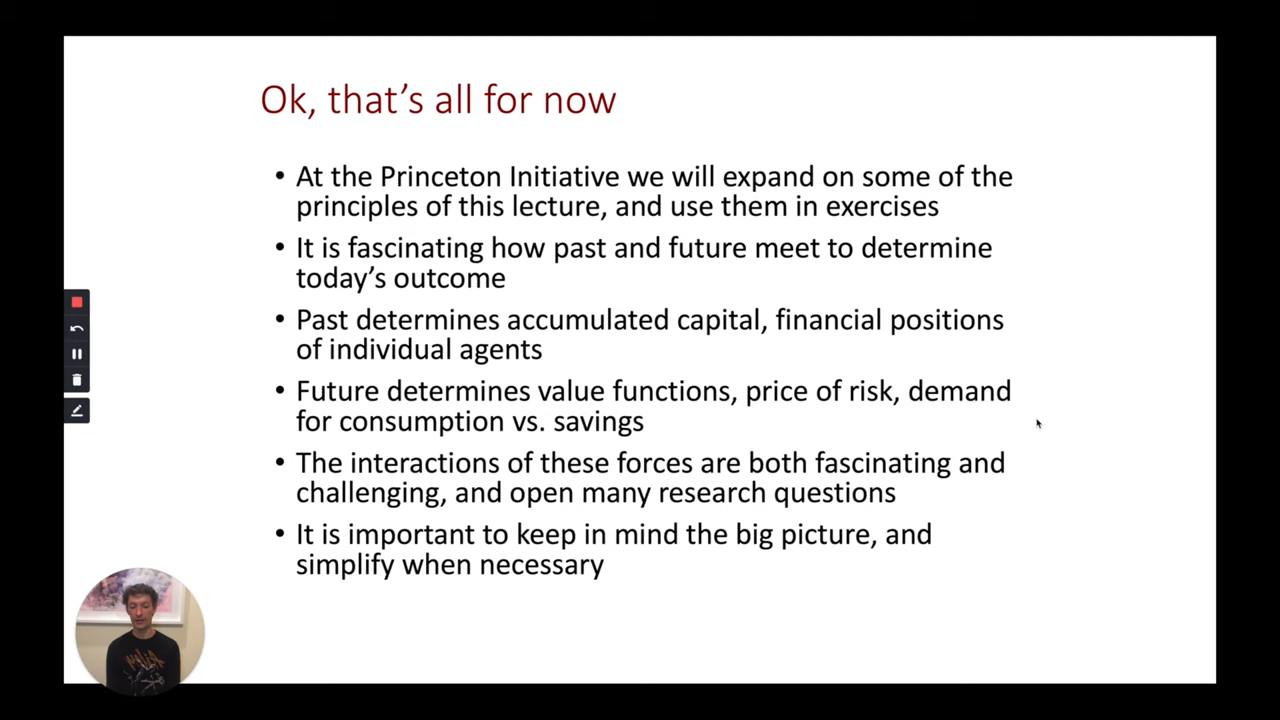 Ok, that’s all for now
• At the Princeton Initiative we will expand on some of the
principles of this lecture, and use them in exercises
• It is fascinating how past and future meet to determine
today’s outcome
• Past determines accumulated capital, financial positions
of individual agents
• Future determines value functions, price of risk, demand
for consumption vs. savings
• The interactions of these forces are both fascinating and
challenging, and open many research questions
• It is important to keep in mind the big picture, and
simplify when necessary